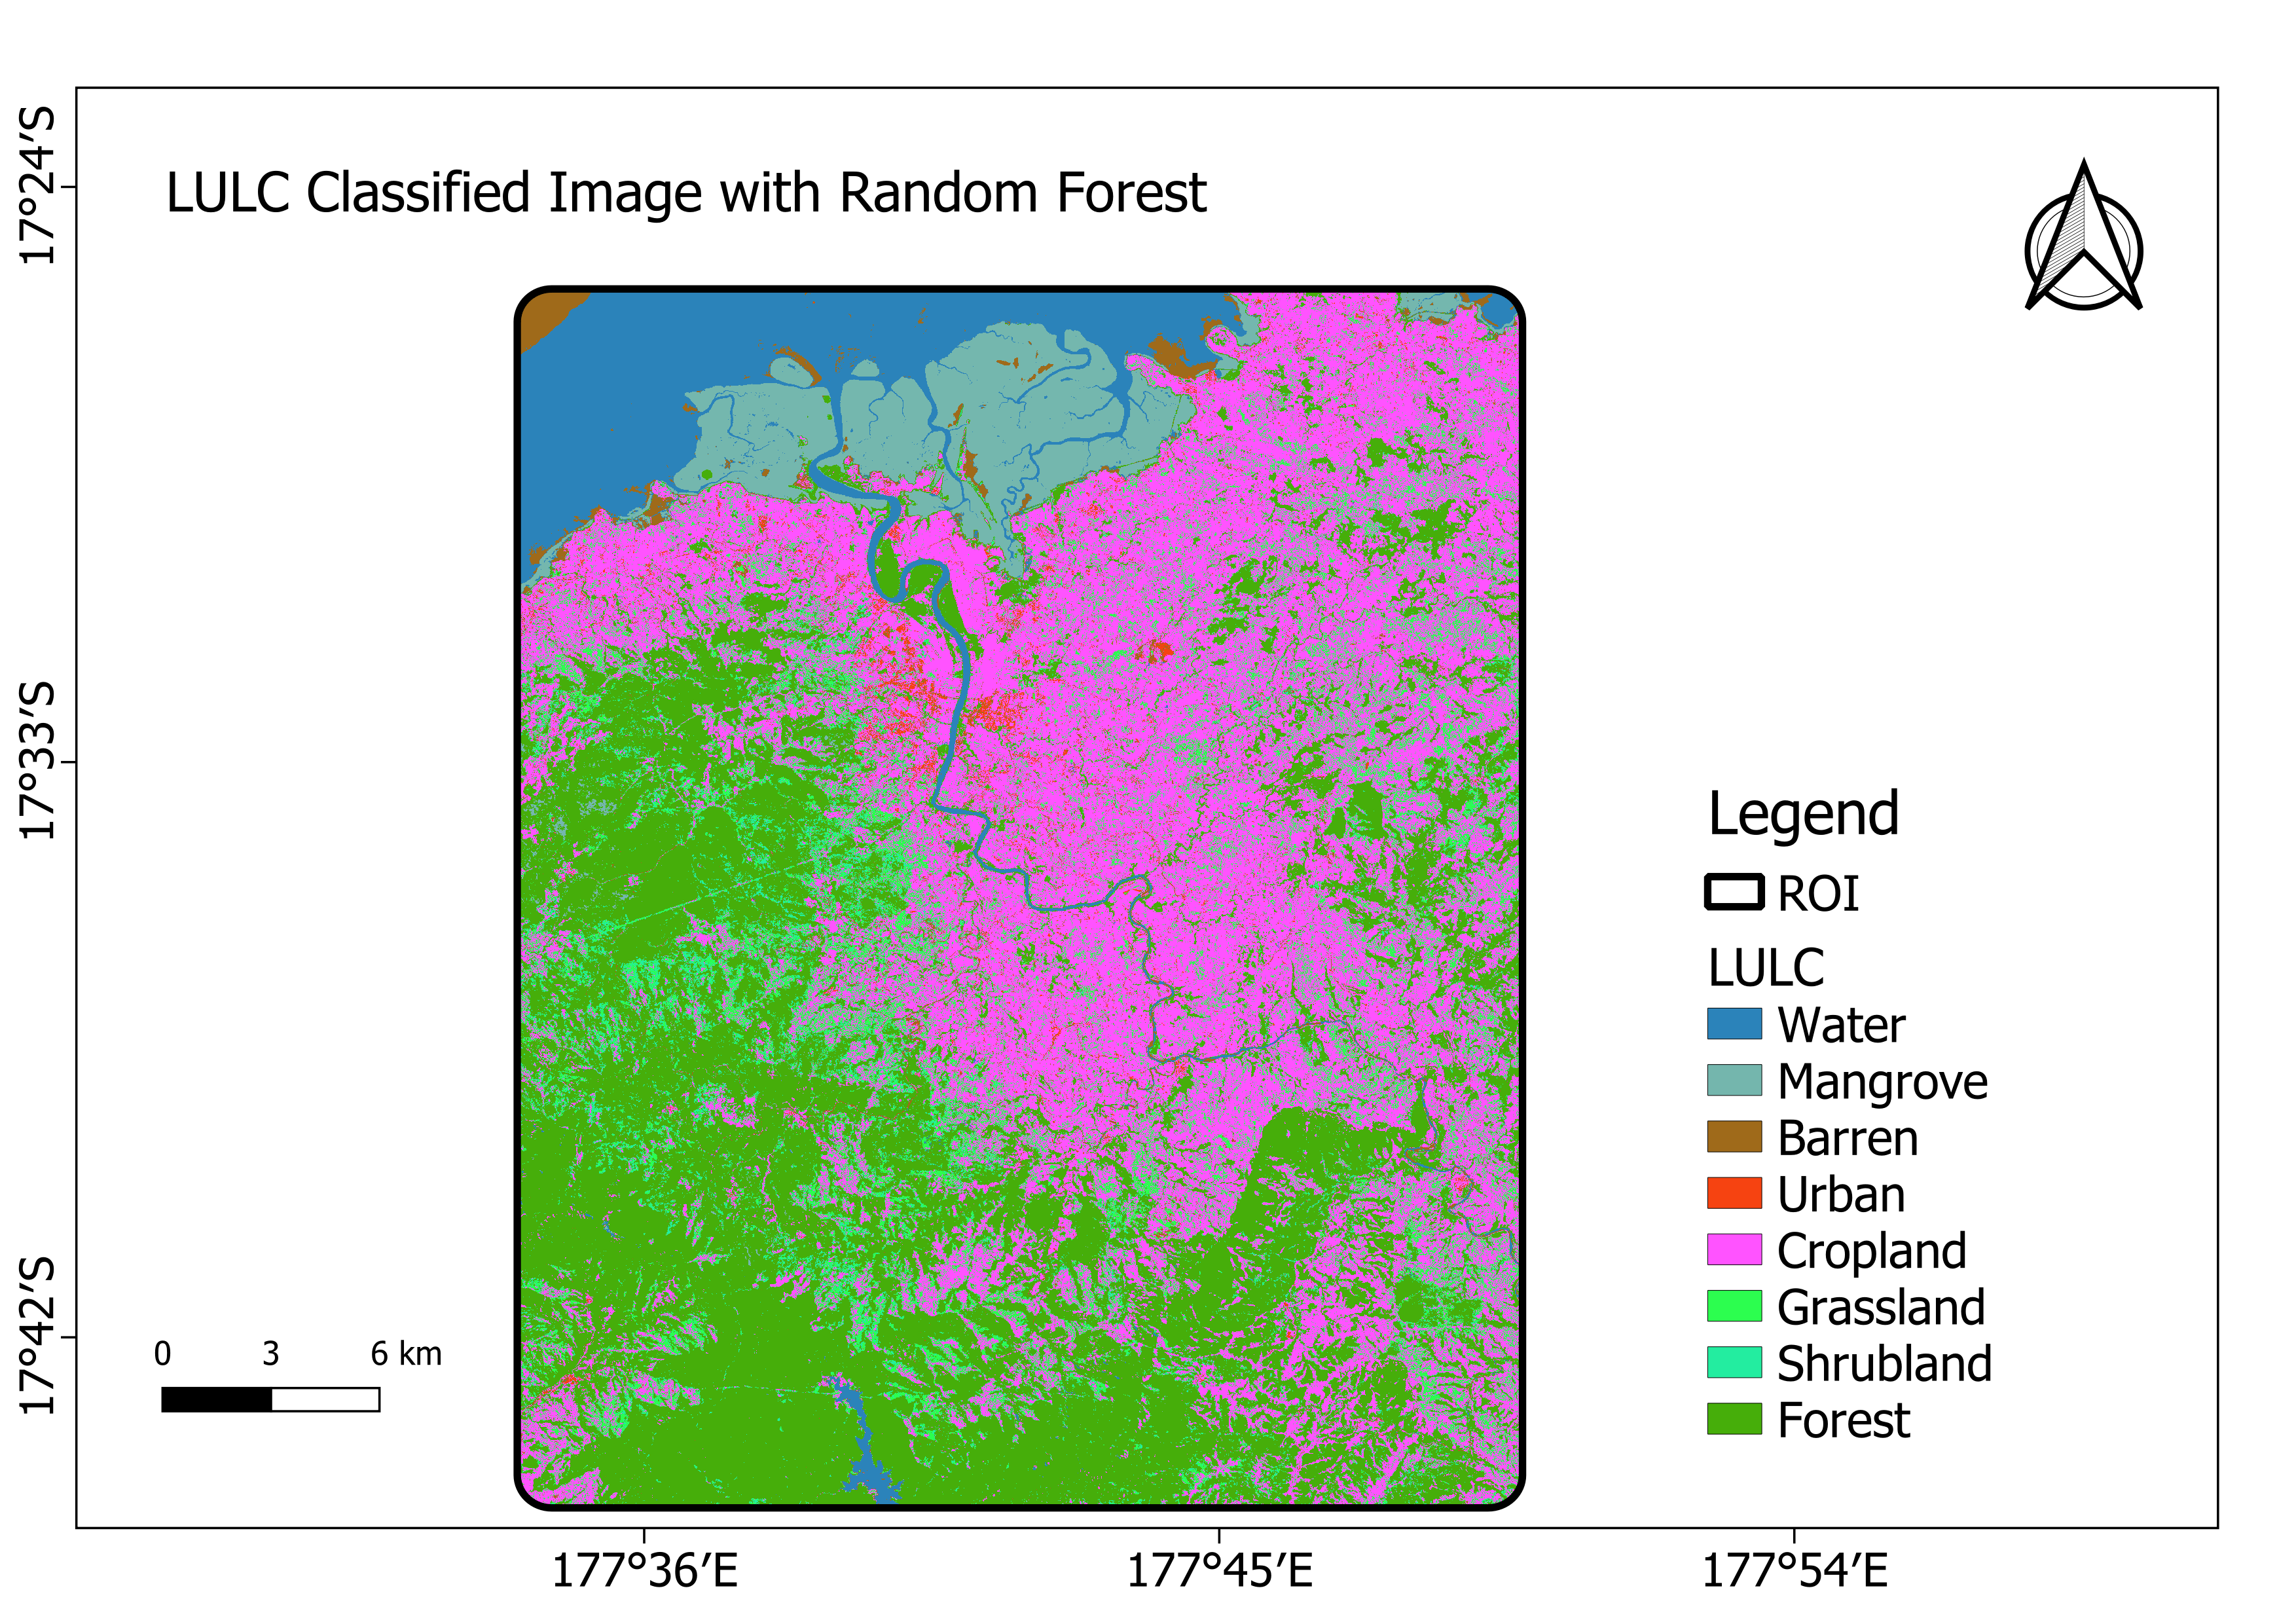 LULC Classified Image with Random Forest
17°24′S
17°33′S
17°42′S
Legend
ROI
LULC
Water
Mangrove
Barren
Urban
Cropland
Grassland
Shrubland
Forest
0 3 6 km
177°36′E 177°45′E 177°54′E